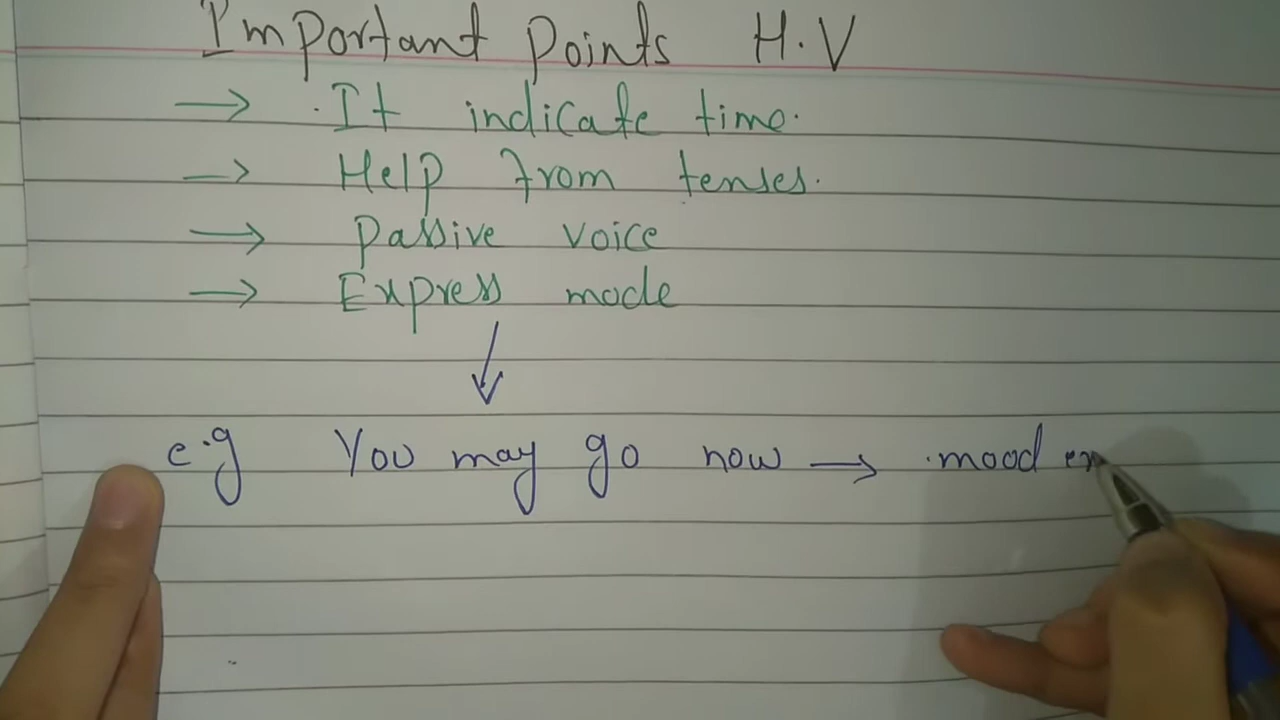 Important Points H.V
→ .It indicate time.
→ Help from tenses.
→ Passive voice
→ Express mode
↓
e.g You may go now → .mood